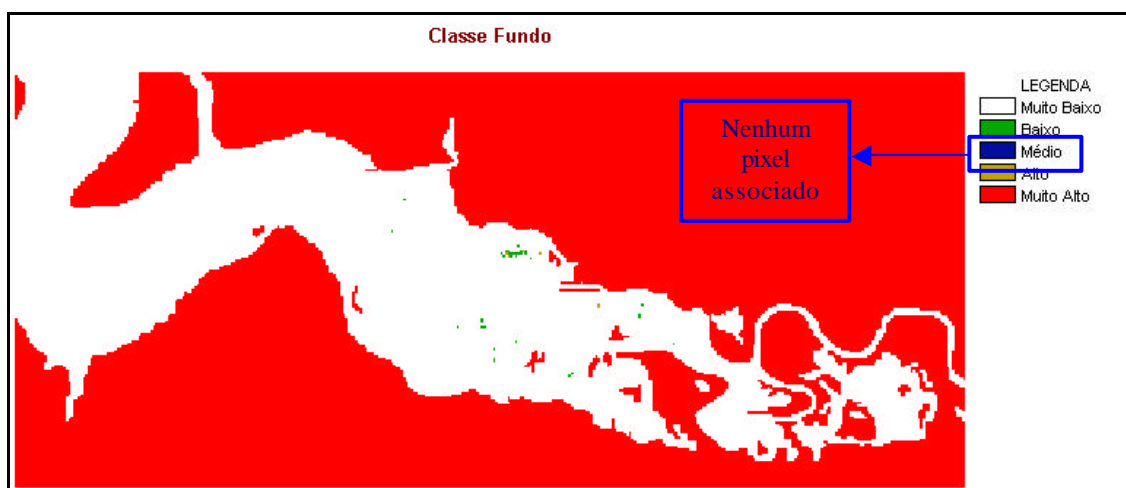 Classe Fundo
LEGENDA
Muito Baixo
Baixo
Médio
Alto
Muito Alto
Nenhum
pixel
associado